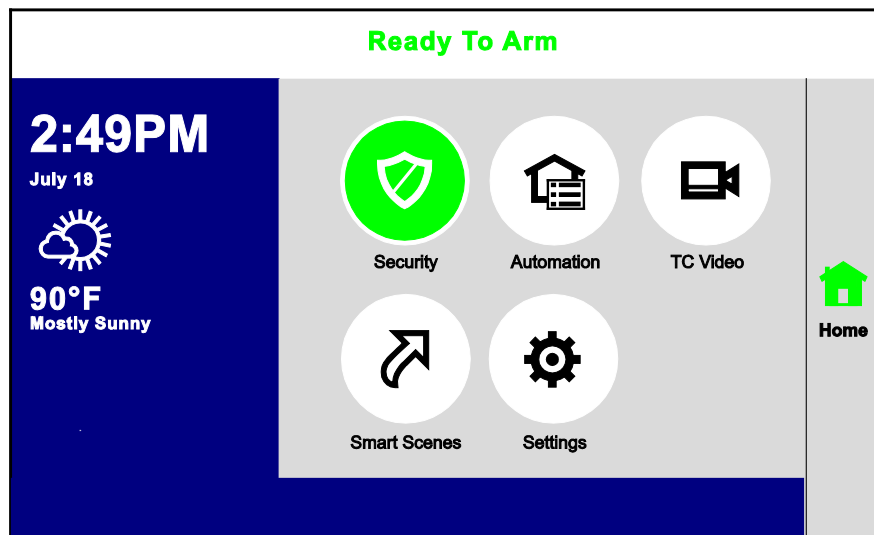 Ready To Arm
2:49PM
July 18
90°F
Mostly Sunny
Security
Automation
TC Video
Smart Scenes
Settings
Home